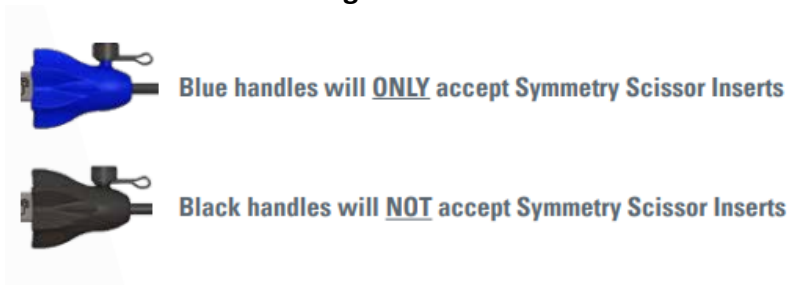 Blue handles will ONLY accept Symmetry Scissor Inserts
Black handles will NOT accept Symmetry Scissor Inserts